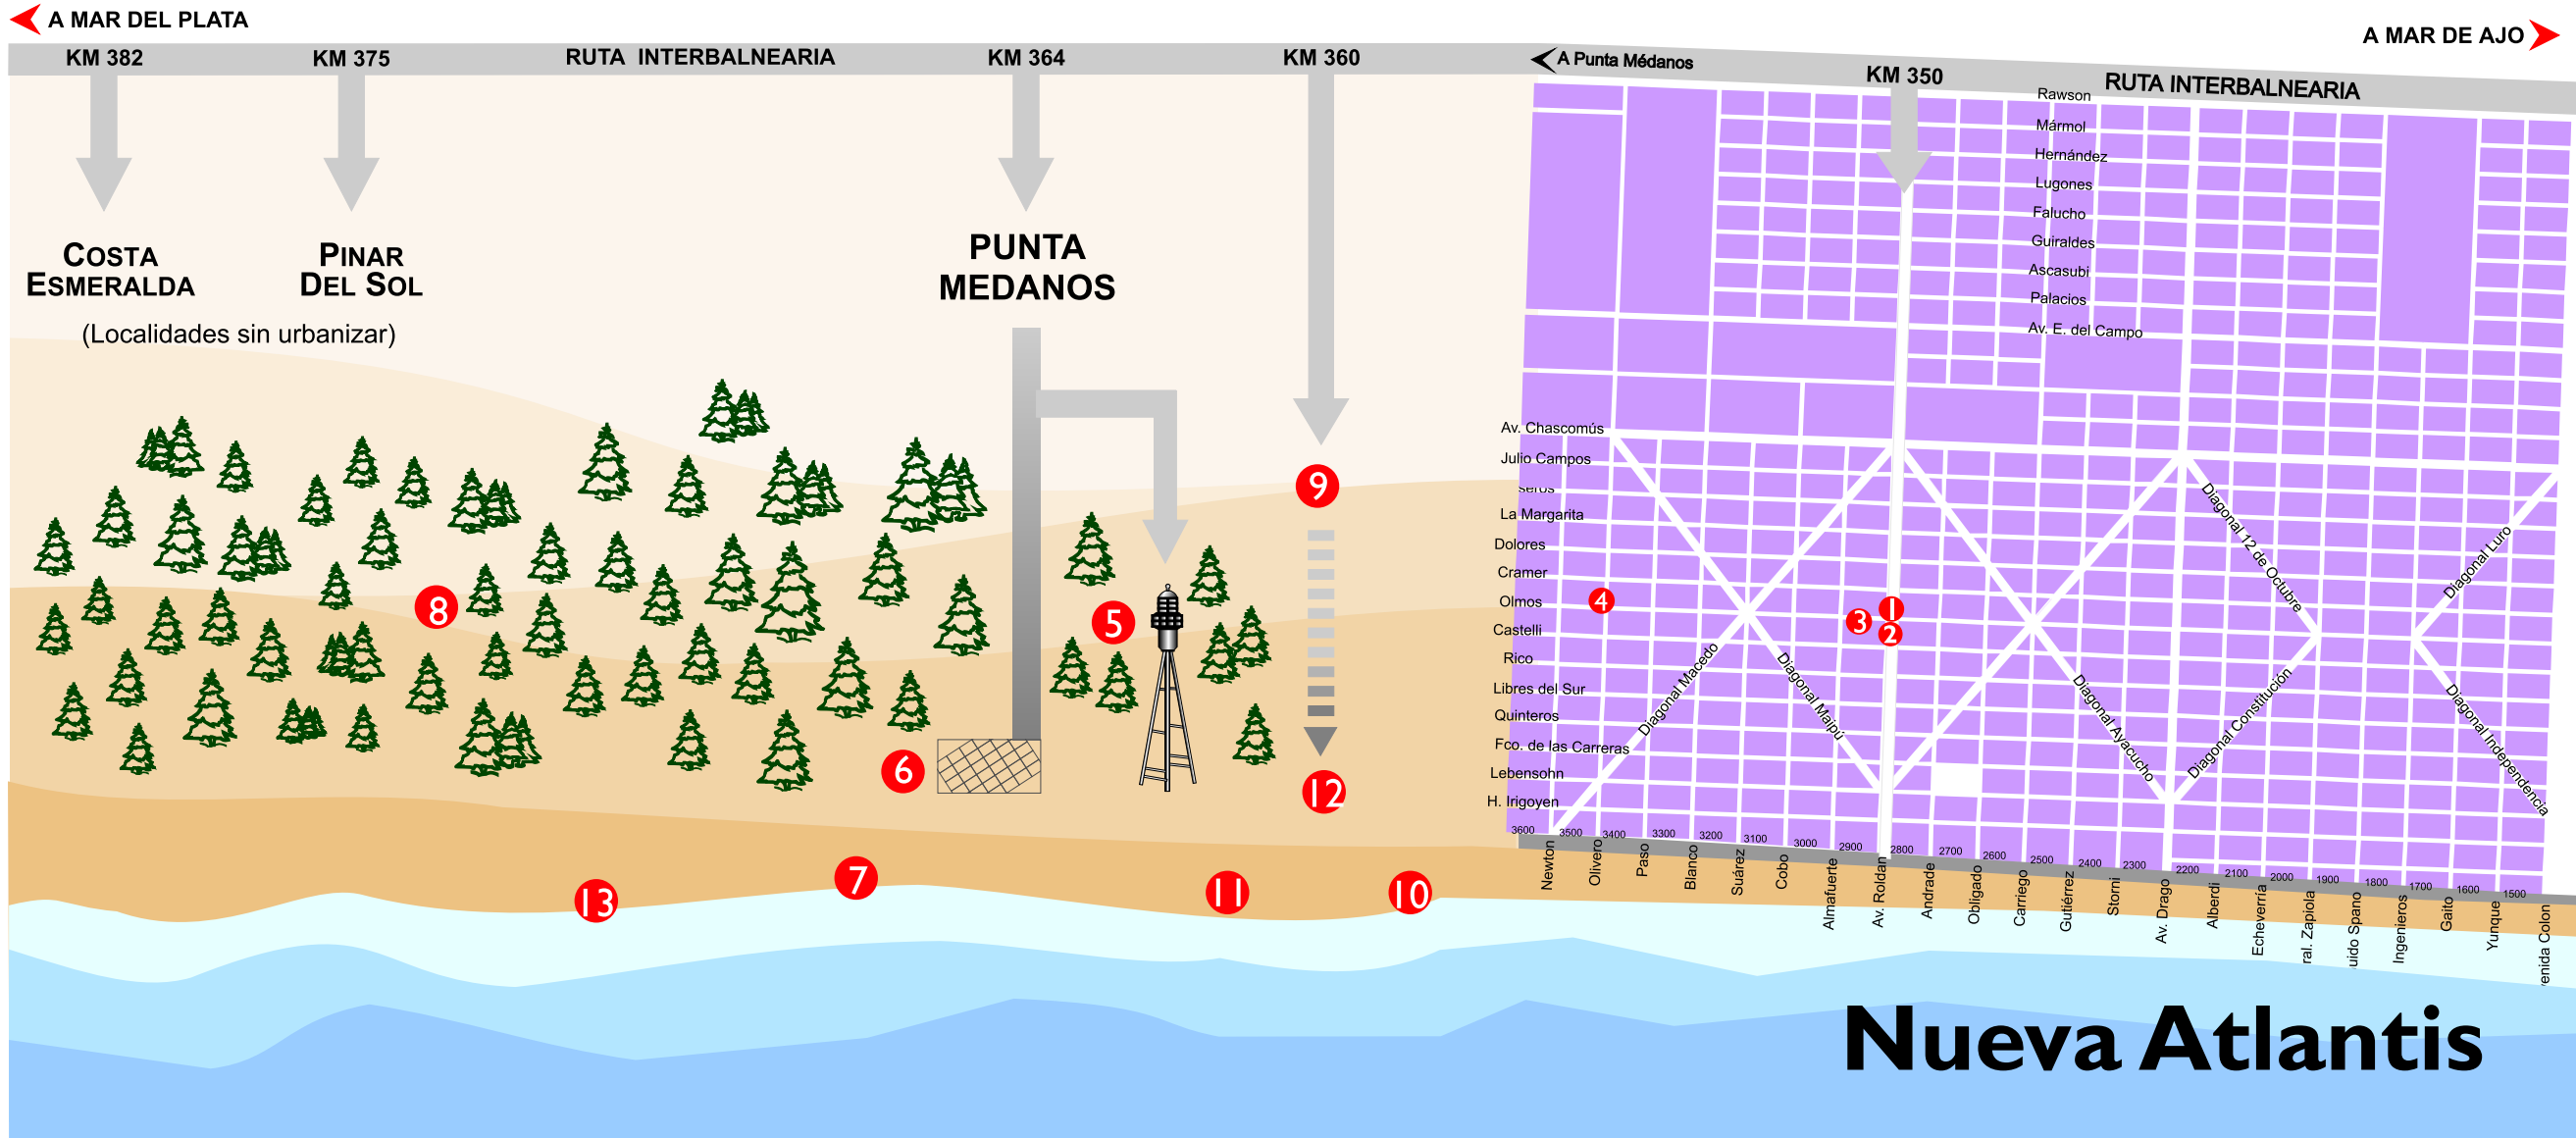 A MAR DEL PLATA
A MAR DE AJO
KM 382
KM 375
RUTA INTERBALNEARIA
KM 364
KM 360
A Punta Médanos
KM 350
RUTA INTERBALNEARIA
COSTA
ESMERALDA
PINAR
DEL SOL
(Localidades sin urbanizar)
PUNTA
MEDANOS
Rawson
Mármol
Hernández
Lugones
Falucho
Guiraldes
Ascasubi
Palacios
Av. E. del Campo
Av. Chascomús
Julio Campos
seros
La Margarita
Dolores
Cramer
Olmos
Castelli
Rico
Libres del Sur
Quinteros
Fco. de las Carreras
Lebensohn
H. Irigoyen
Diagonal Macedo
Diagonal Maipú
Diagonal Ayacucho
Diagonal 12 de Octubre
Diagonal Constitución
Diagonal Luro
Diagonal Independencia
9
8
5
4
3
1
2
6
12
13
7
11
10
3600
3500
3400
3300
3200
3100
3000
2900
2800
2700
2600
2500
2400
2300
2200
2100
2000
1900
1800
1700
1600
1500
Newton
Olivero
Paso
Blanco
Suárez
Cobo
Almafuerte
Av. Roldan
Andrade
Obligado
Carriego
Gutiérrez
Storni
Av. Drago
Alberdi
Echeverría
ral. Zapiola
uido Spano
Ingenieros
Gaito
Yunque
enida Colon
Nueva Atlantis